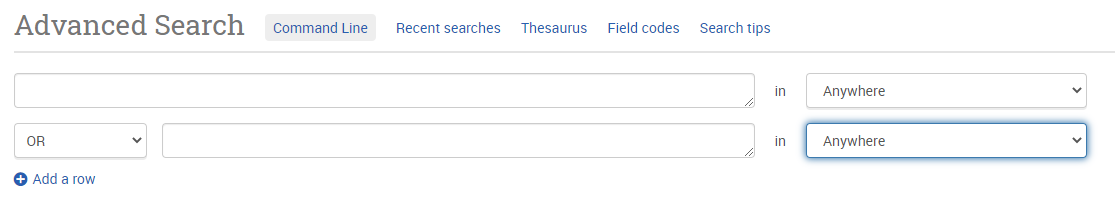 Advanced Search Command Line Recent searches Thesaurus Field codes Search tips
in Anywhere
OR in Anywhere
Add a row